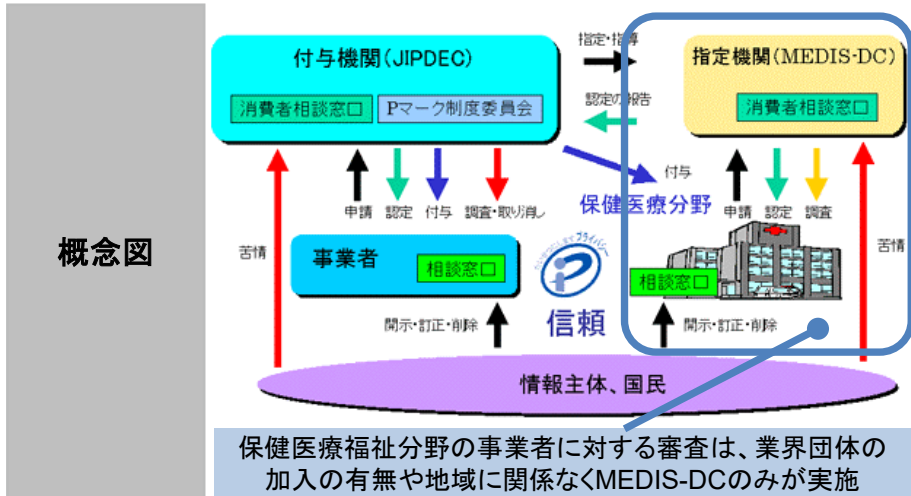 概念図
付与機関(JIPDEC)
消費者相談窓口
Pマーク制度委員会
指定・指導
認定の報告
指定機関(MEDIS-DC)
消費者相談窓口
申請
認定
付与
調査・取り消し
付与
保健医療分野
申請
認定
調査
苦情
事業者
相談窓口
プライバシー
信頼
相談窓口
苦情
開示・訂正・削除
開示・訂正・削除
情報主体、国民
保健医療福祉分野の事業者に対する審査は、業界団体の
加入の有無や地域に関係なくMEDIS-DCのみが実施